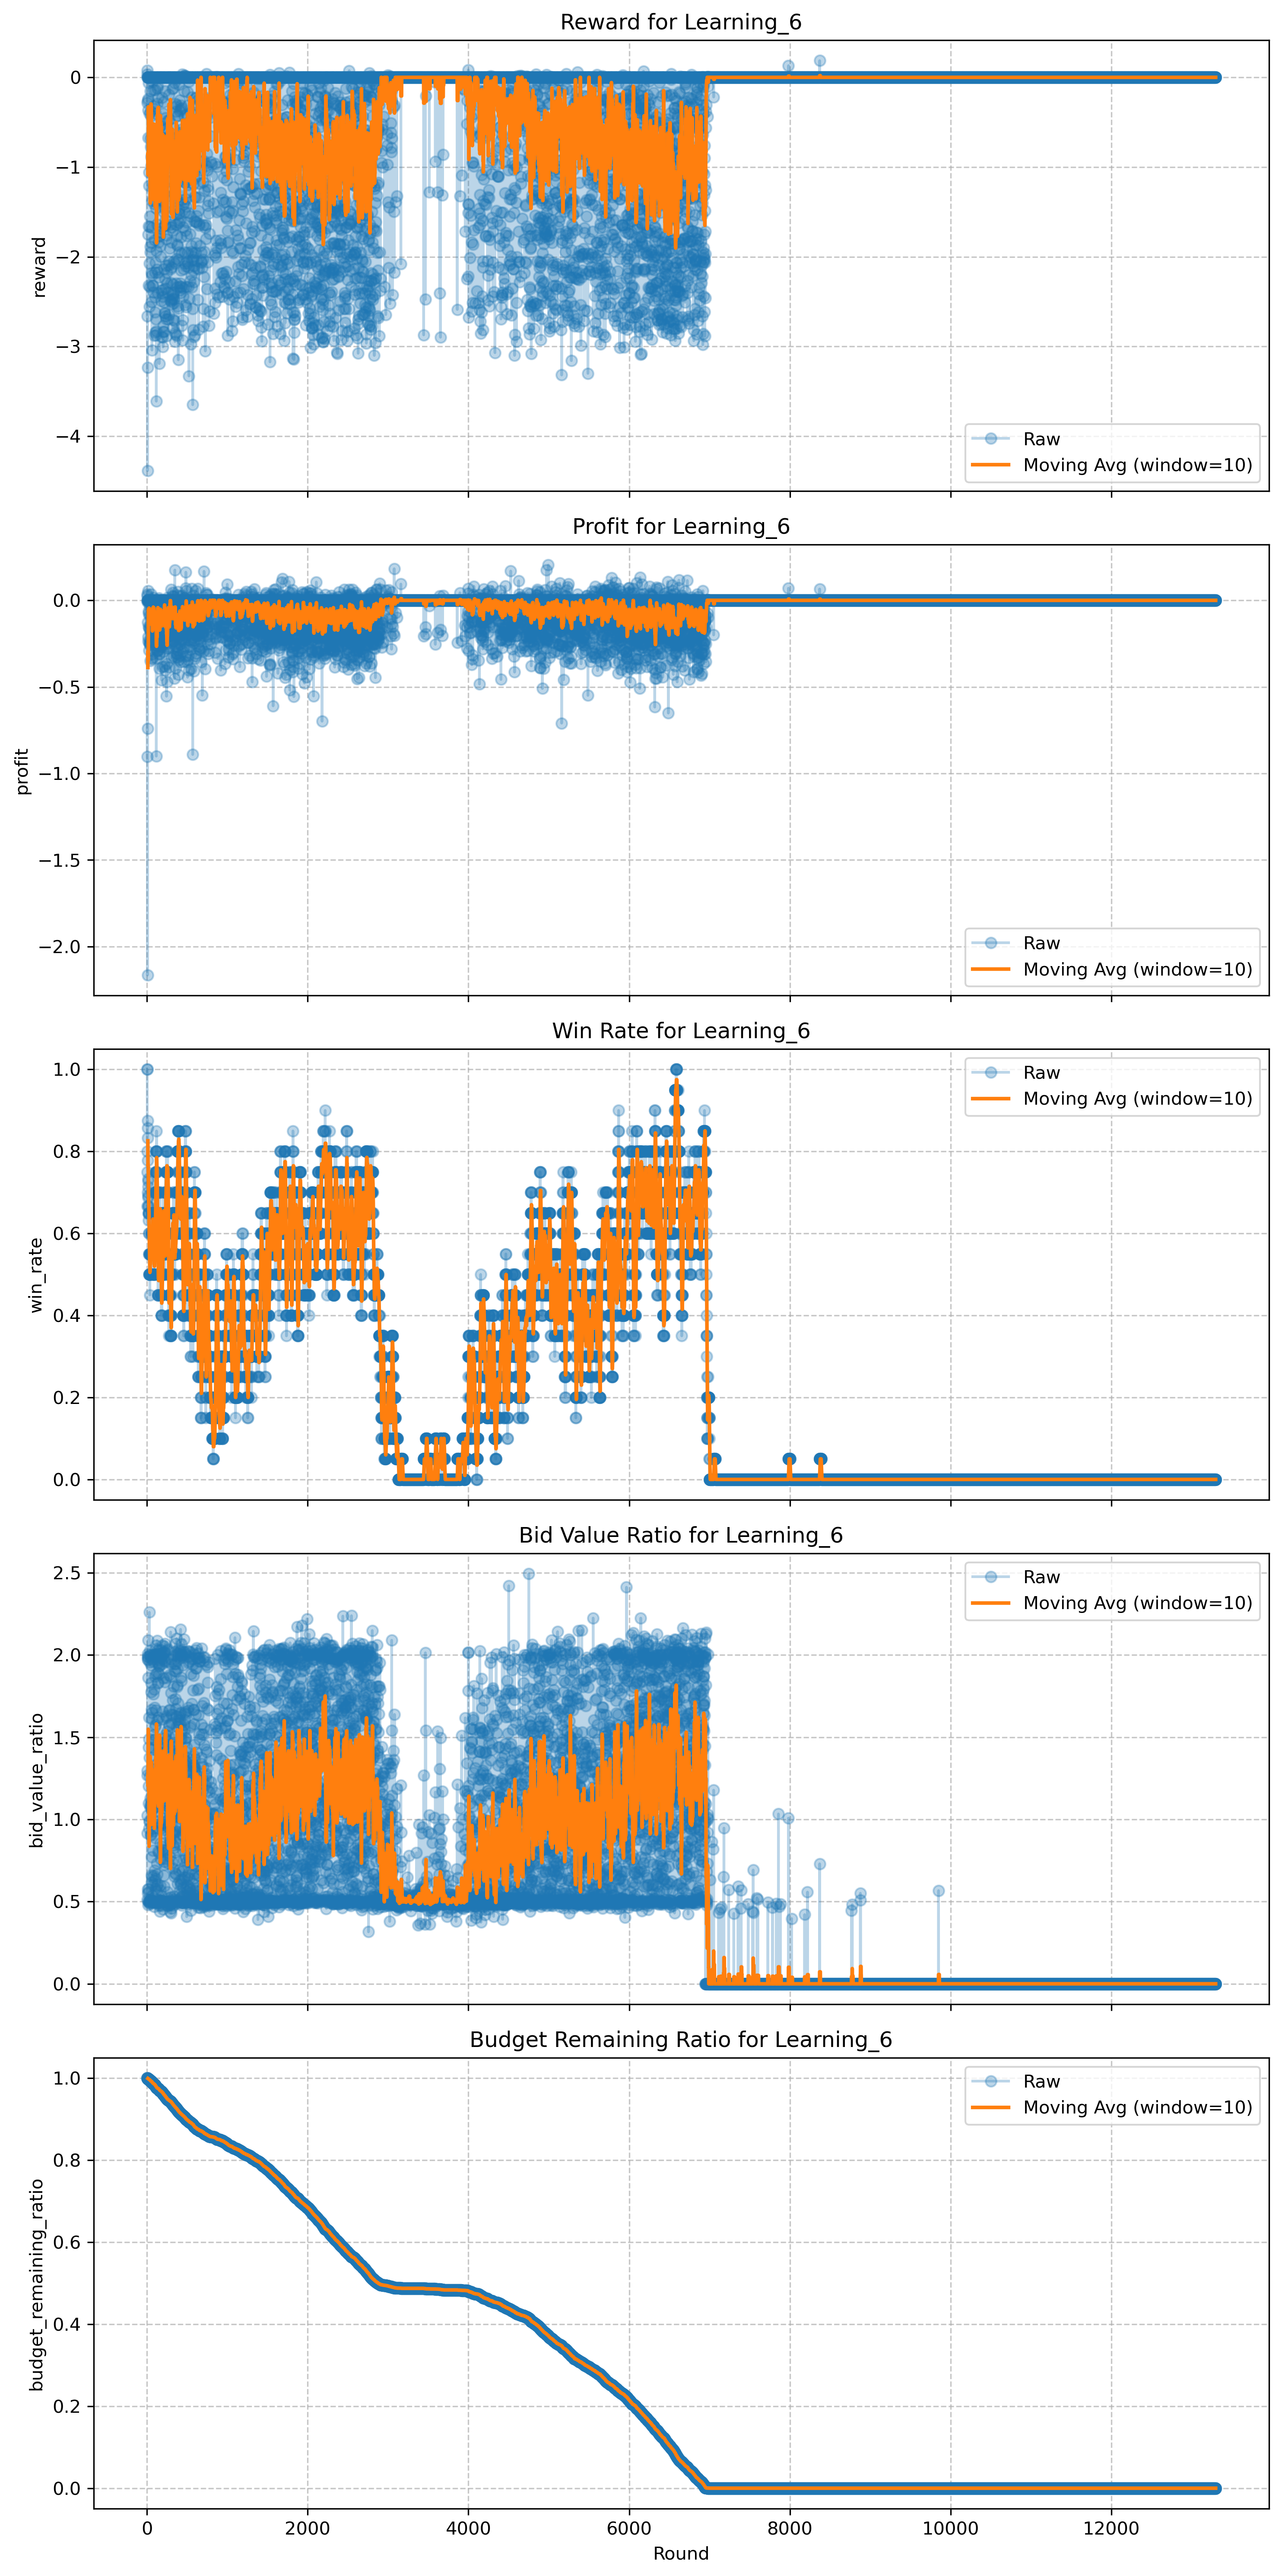 Reward for Learning_6
0
−1
−2
−3
−4
reward
Raw
Moving Avg (window=10)
Profit for Learning_6
0.0
−0.5
−1.0
−1.5
−2.0
profit
Raw
Moving Avg (window=10)
Win Rate for Learning_6
1.0
0.8
0.6
0.4
0.2
0.0
win_rate
Raw
Moving Avg (window=10)
Bid Value Ratio for Learning_6
2.5
2.0
1.5
1.0
0.5
0.0
bid_value_ratio
Raw
Moving Avg (window=10)
Budget Remaining Ratio for Learning_6
1.0
0.8
0.6
0.4
0.2
0.0
budget_remaining_ratio
Raw
Moving Avg (window=10)
0 2000 4000 6000 8000 10000 12000
Round